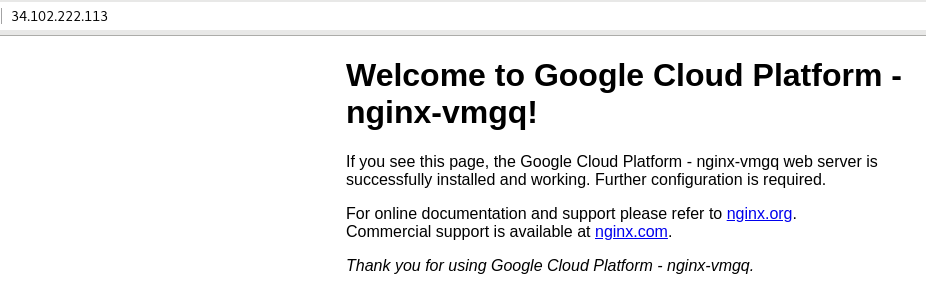 34.102.222.113
Welcome to Google Cloud Platform -
nginx-vmgq!
If you see this page, the Google Cloud Platform - nginx-vmgq web server is
successfully installed and working. Further configuration is required.
For online documentation and support please refer to nginx.org.
Commercial support is available at nginx.com.
Thank you for using Google Cloud Platform - nginx-vmgq.